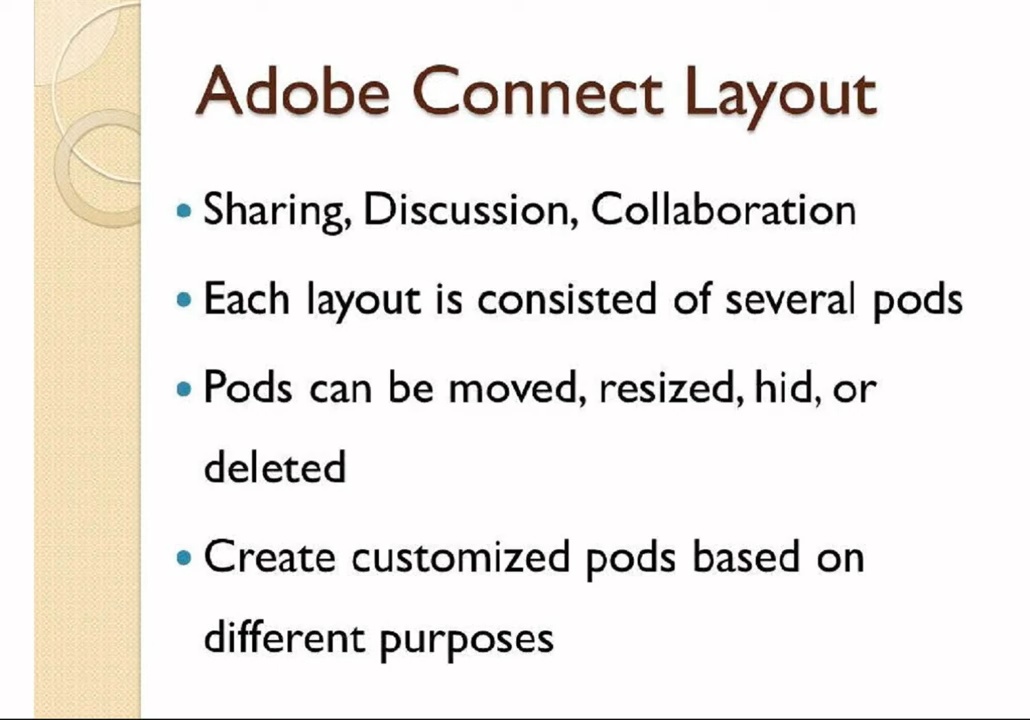 Adobe Connect Layout
• Sharing, Discussion, Collaboration
• Each layout is consisted of several pods
• Pods can be moved, resized, hid, or
deleted
• Create customized pods based on
different purposes